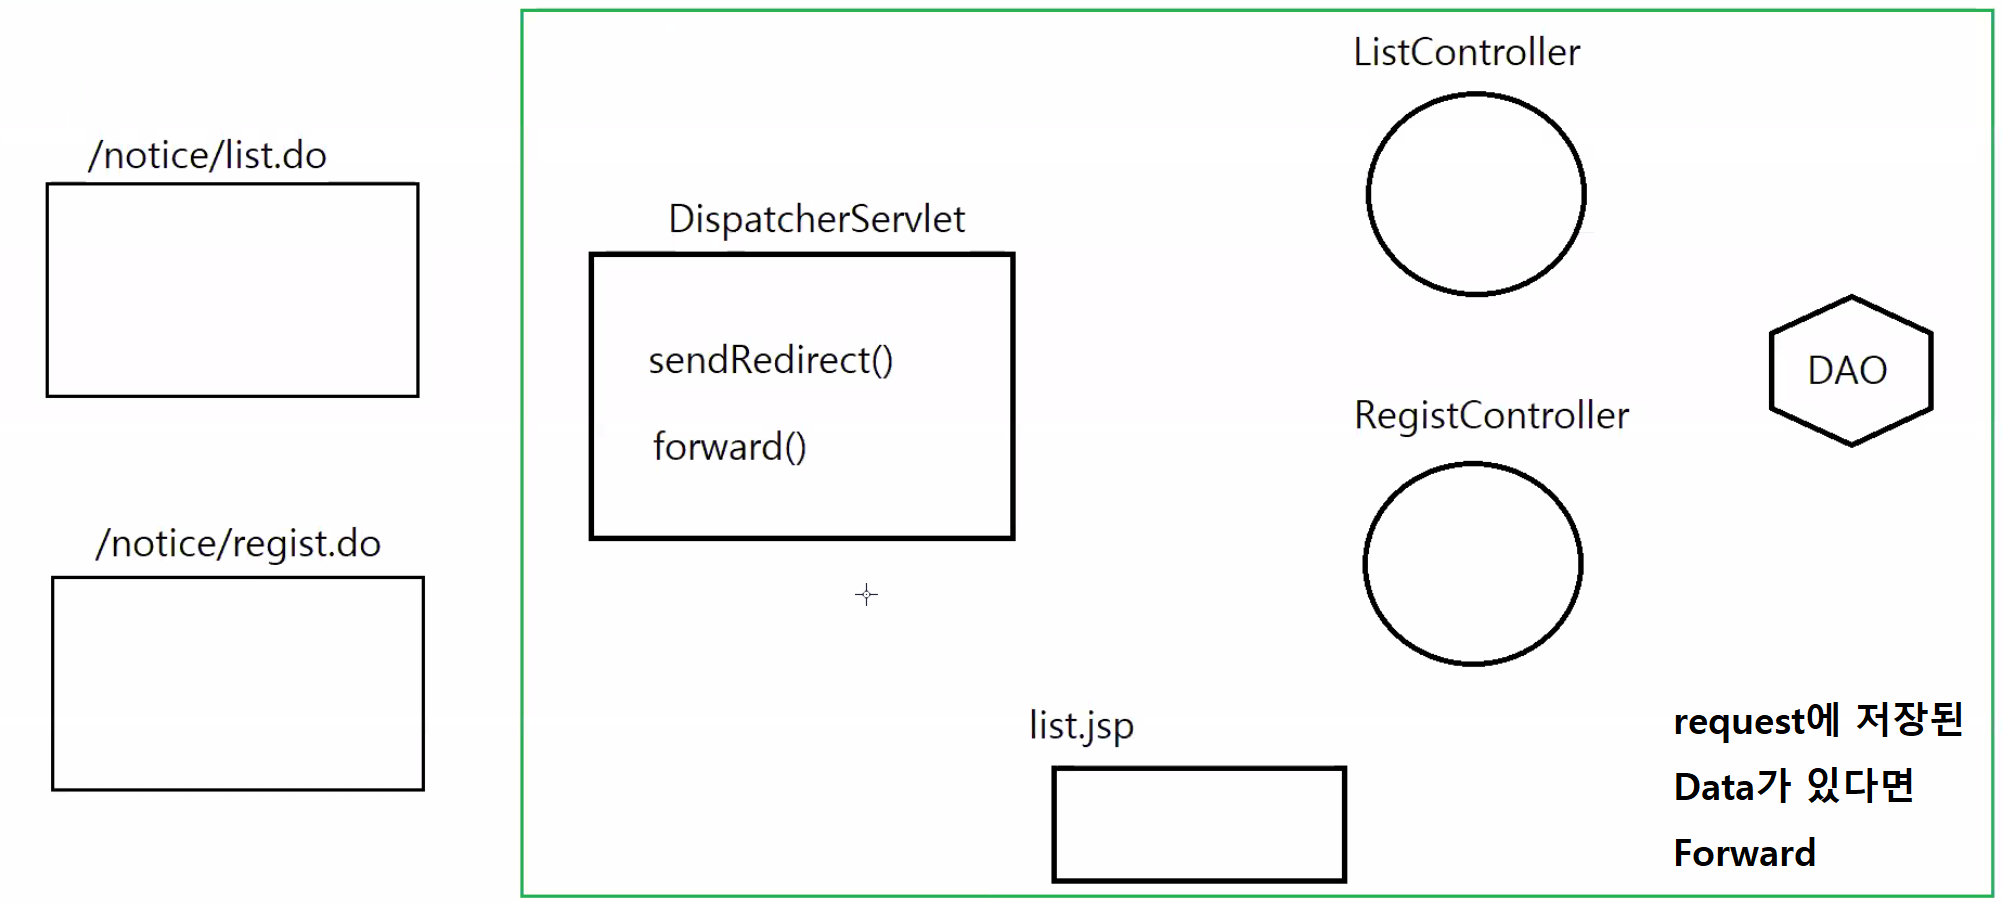 /notice/list.do
/notice/regist.do
DispatcherServlet
sendRedirect()
forward()
ListController
RegistController
DAO
list.jsp
request에 저장된
Data가 있다면
Forward